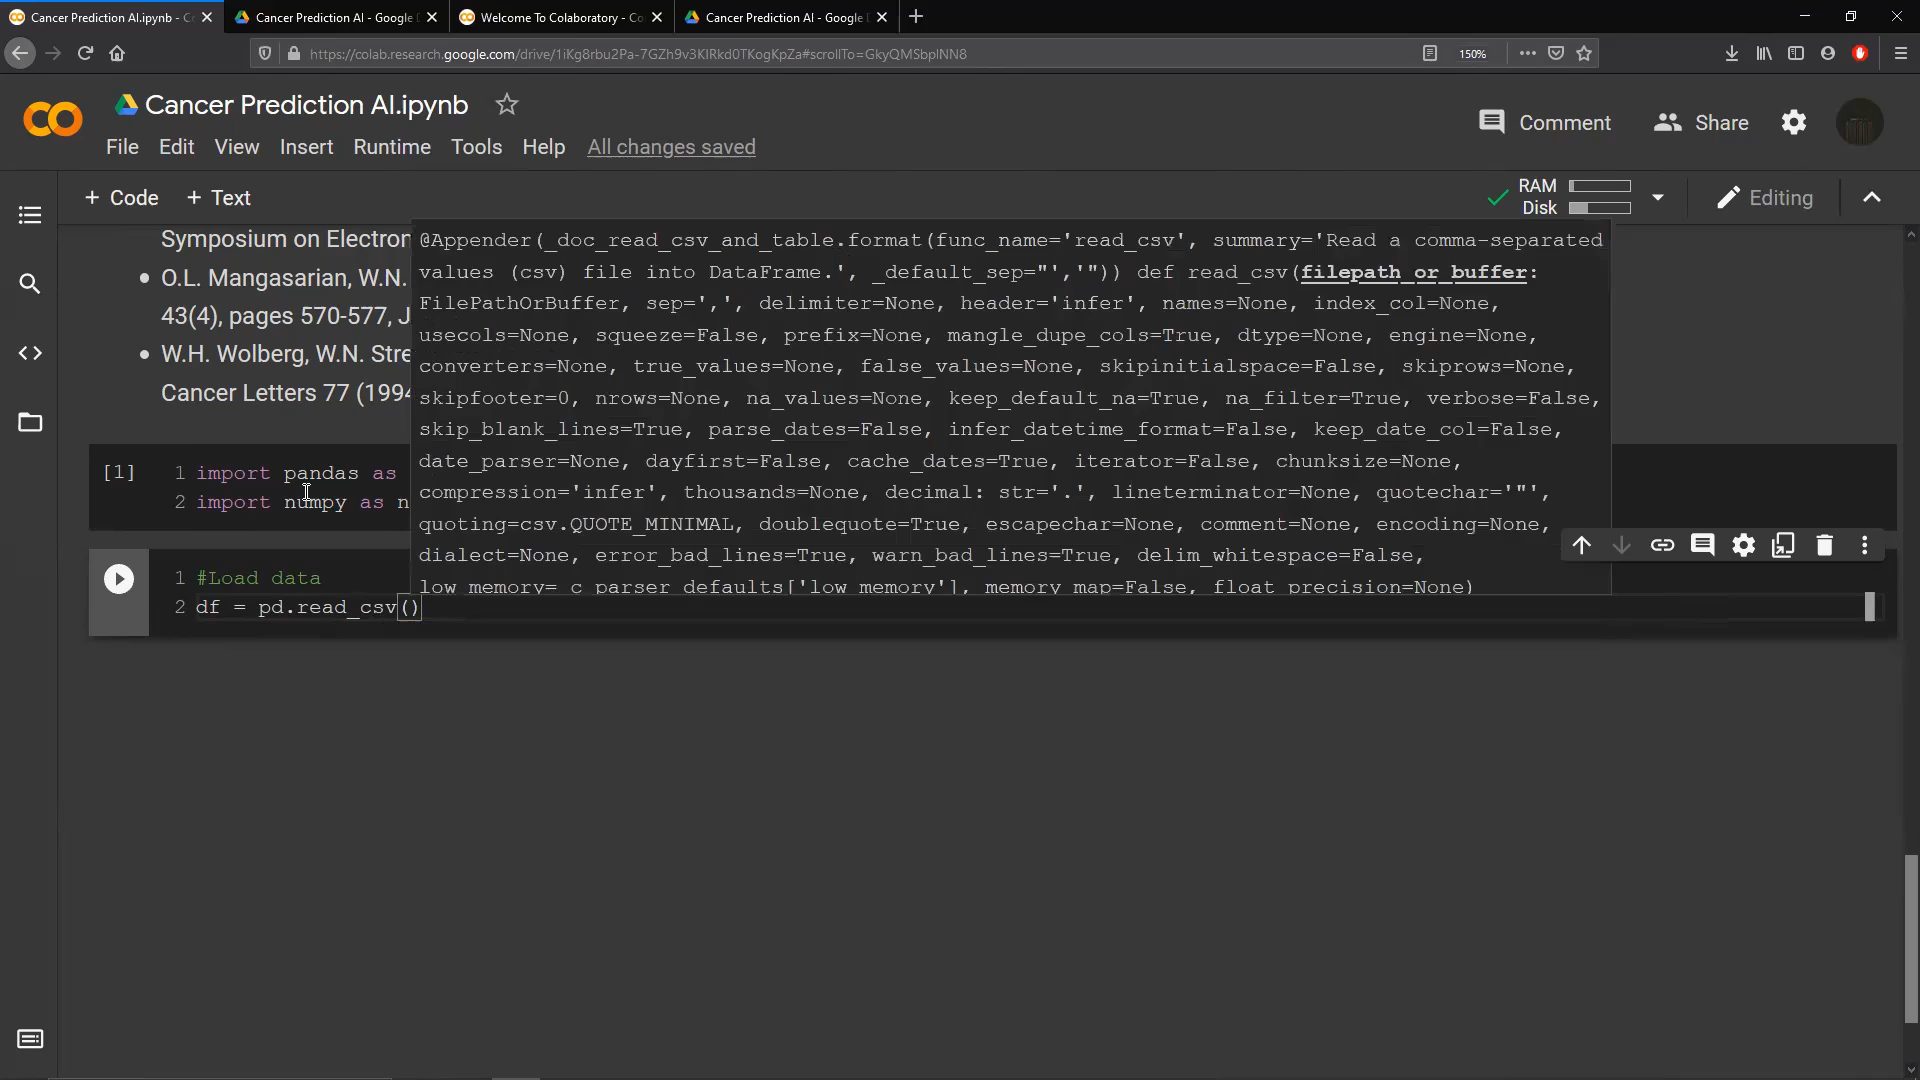 Cancer Prediction AI.ipynb - Co
Cancer Prediction AI - Google D
Welcome To Colaboratory - Co
Cancer Prediction AI - Google D
https://colab.research.google.com/drive/1iKg8rbu2Pa-7GZh9v3KIRkd0TKogKpZa#scrollTo=GkyQMSbpINN8
150%
Cancer Prediction AI.ipynb
Comment
Share
File Edit View Insert Runtime Tools Help All changes saved
+ Code + Text
RAM
Disk
Editing
Symposium on Electron
O.L. Mangasarian, W.N.
43(4), pages 570-577, J
W.H. Wolberg, W.N. Stre
Cancer Letters 77 (1994
@Appender(_doc_read_csv_and_table.format(func_name='read_csv', summary='Read a comma-separated
values (csv) file into DataFrame.', _default_sep="','")) def read_csv(filepath_or_buffer:
FilePathOrBuffer, sep=',', delimiter=None, header='infer', names=None, index_col=None,
usecols=None, squeeze=False, prefix=None, mangle_dupe_cols=True, dtype=None, engine=None,
converters=None, true_values=None, false_values=None, skipinitialspace=False, skiprows=None,
skipfooter=0, nrows=None, na_values=None, keep_default_na=True, na_filter=True, verbose=False,
skip_blank_lines=True, parse_dates=False, infer_datetime_format=False, keep_date_col=False,
date_parser=None, dayfirst=False, cache_dates=True, iterator=False, chunksize=None,
compression='infer', thousands=None, decimal: str='.', lineterminator=None, quotechar='"',
quoting=csv.QUOTE_MINIMAL, doublequote=True, escapechar=None, comment=None, encoding=None,
dialect=None, error_bad_lines=True, warn_bad_lines=True, delim_whitespace=False,
low_memory=_c_parser_defaults['low_memory'], memory_map=False, float_precision=None)
[1] 1 import pandas as
2 import numpy as n
1 #Load data
2 df = pd.read_csv()